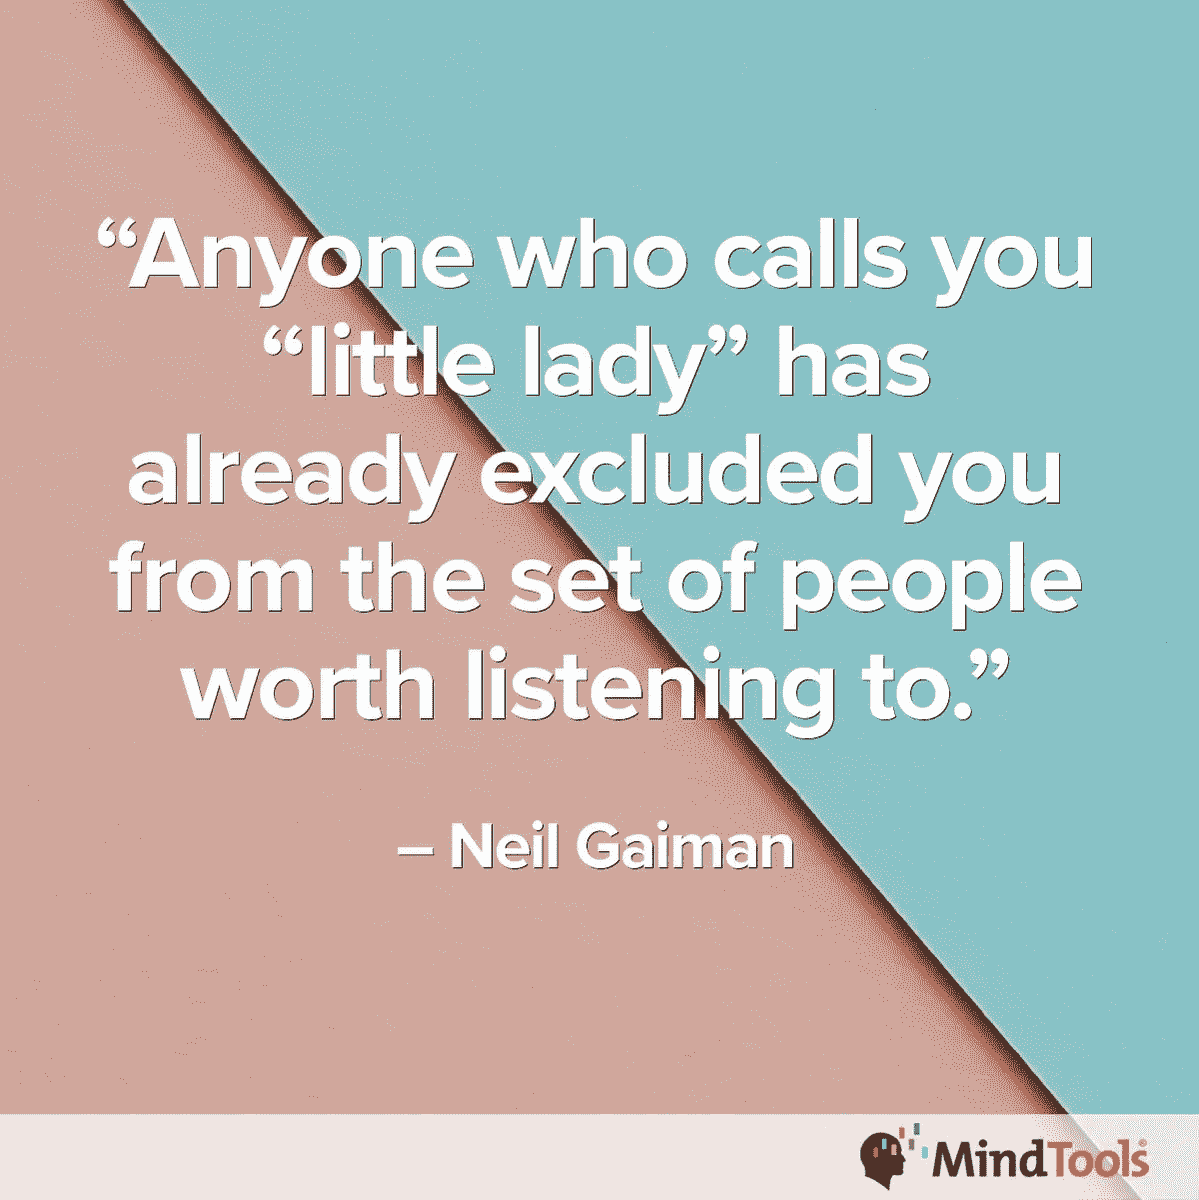 “Anyone who calls you
“little lady” has
already excluded you
from the set of people
worth listening to.”
– Neil Gaiman
MindTools®